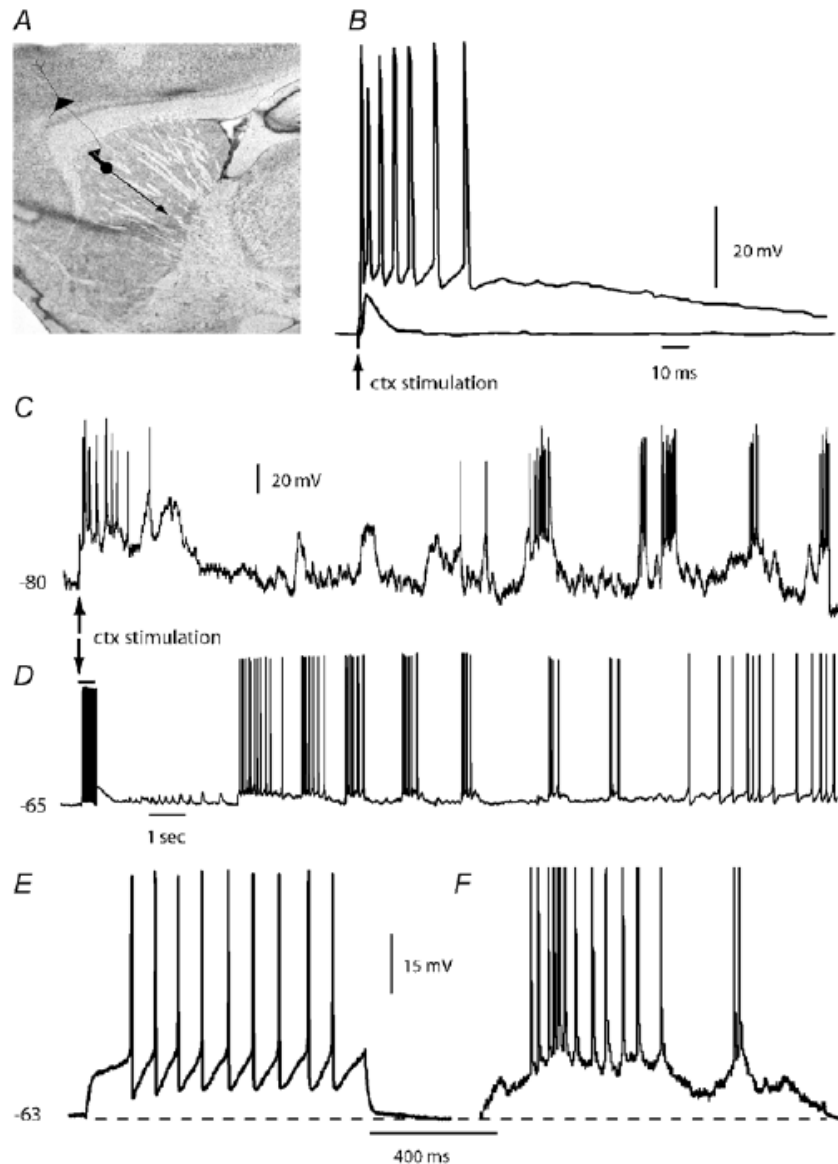 A
B
20 mV
10 ms
ctx stimulation
C
20 mV
-80
ctx stimulation
D
-65
1 sec
E
F
15 mV
-63
400 ms